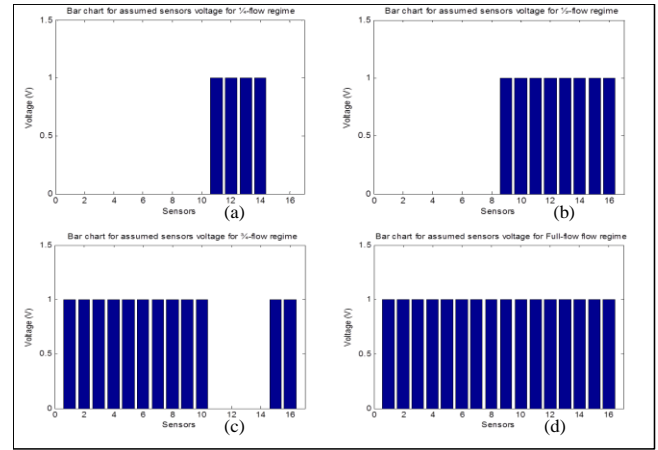 Bar chart for assumed sensors voltage for ¼-flow regime
1.5
1
0.5
0
Voltage (V)
0 2 4 6 8 10 12 14 16
Sensors
(a)
Bar chart for assumed sensors voltage for ½-flow regime
1.5
1
0.5
0
Voltage (V)
0 2 4 6 8 10 12 14 16
Sensors
(b)
Bar chart for assumed sensors voltage for ¾-flow regime
1.5
1
0.5
0
Voltage (V)
0 2 4 6 8 10 12 14 16
Sensors
(c)
Bar chart for assumed sensors voltage for Full-flow flow regime
1.5
1
0.5
0
Voltage (V)
0 2 4 6 8 10 12 14 16
Sensors
(d)